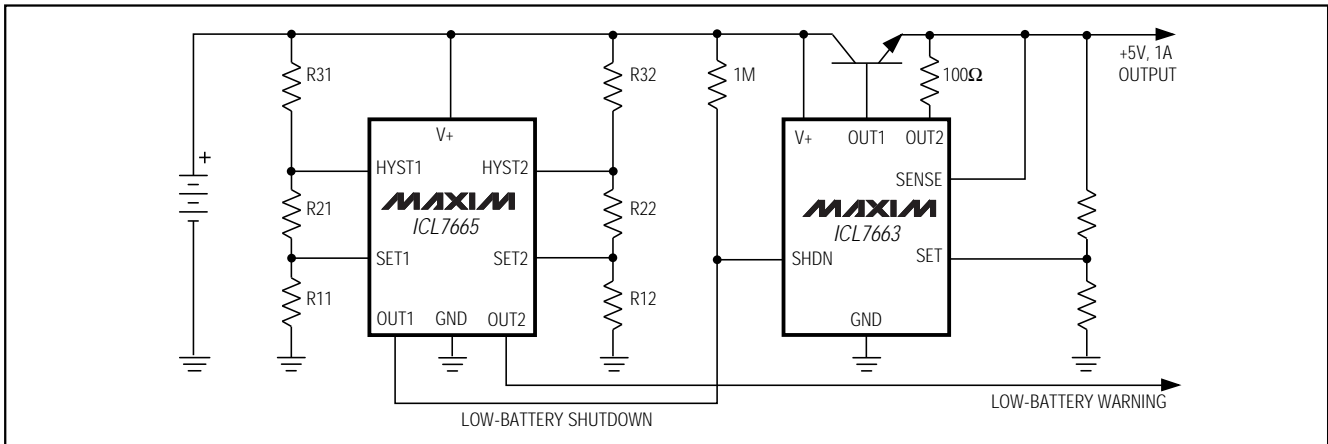 +5V, 1A
OUTPUT
R31
R32
1M
100Ω
V+
V+
OUT1
OUT2
+
HYST1
HYST2
SENSE
MAXIM
ICL7665
MAXIM
ICL7663
R21
R22
SET1
SET2
SHDN
SET
R11
R12
OUT1
GND
OUT2
GND
LOW-BATTERY SHUTDOWN
LOW-BATTERY WARNING